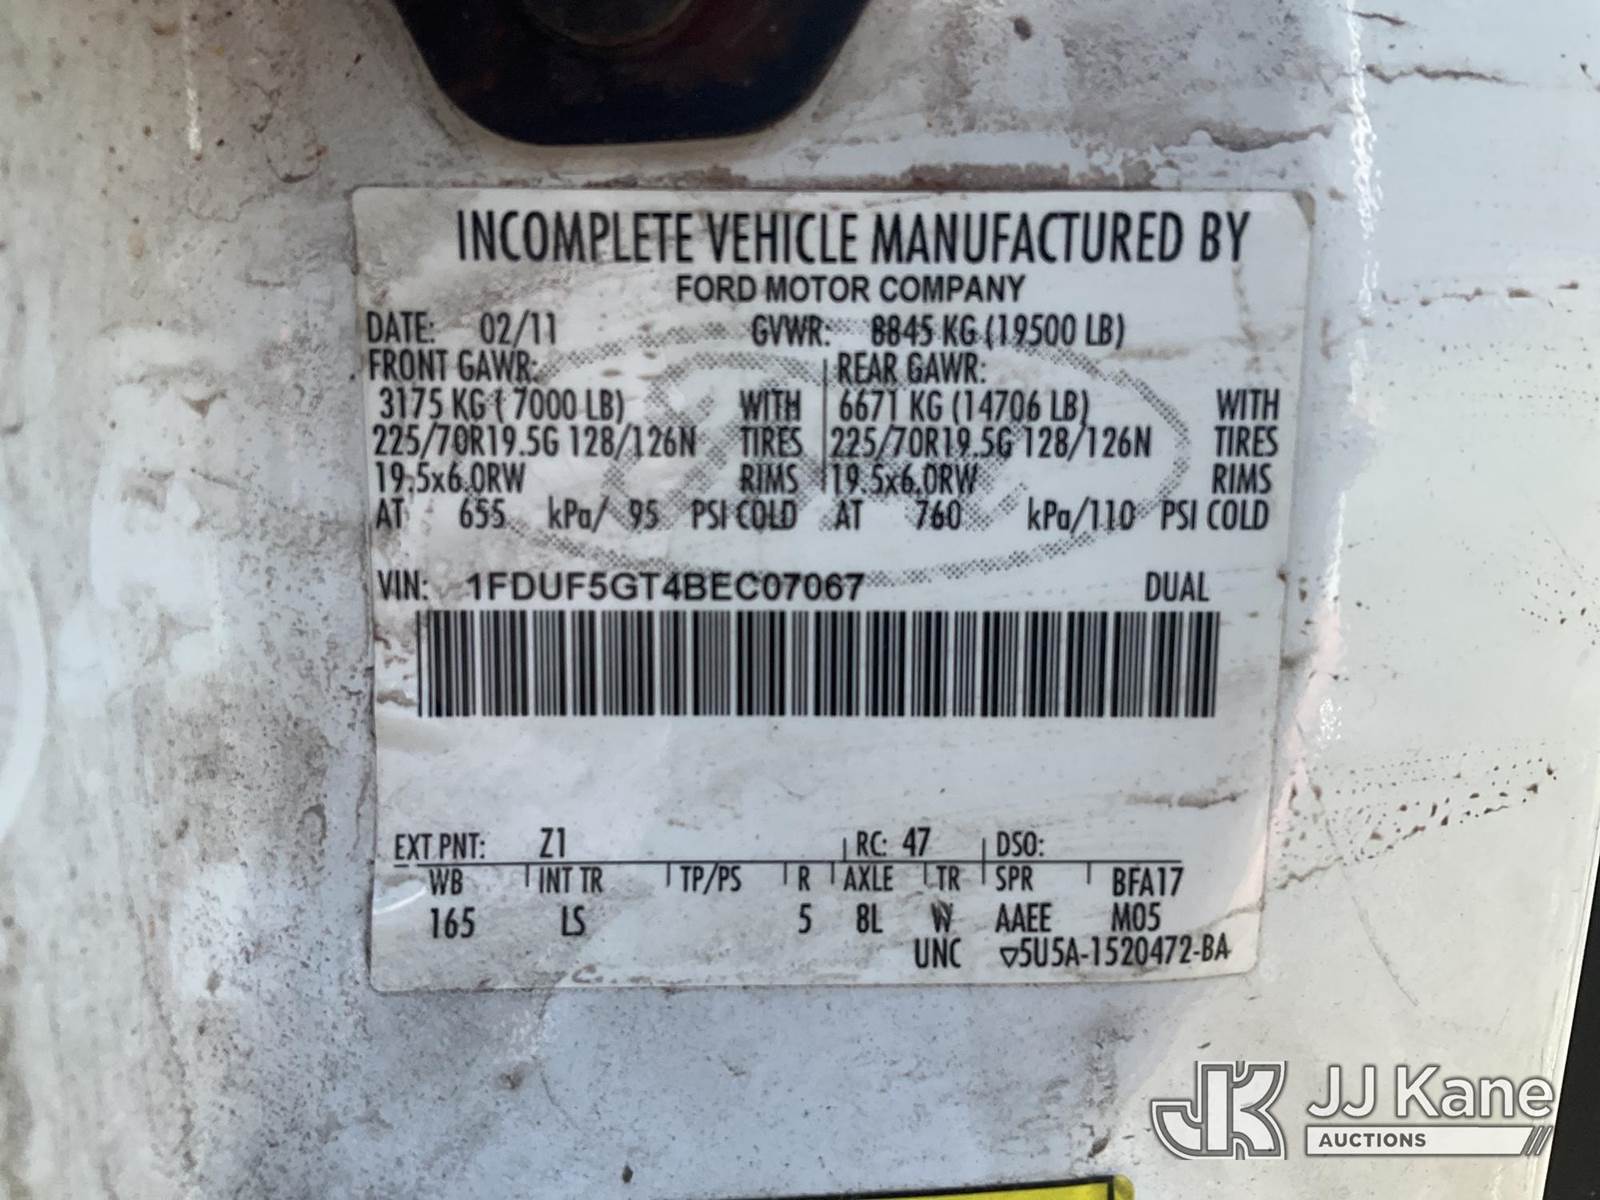 INCOMPLETE VEHICLE MANUFACTURED BY
FORD MOTOR COMPANY
DATE: 02/11 GVWR: 8845 KG (19500 LB)
FRONT GAWR: REAR GAWR:
3175 KG ( 7000 LB) WITH 6671 KG (14706 LB) WITH
225/70R19.5G 128/126N TIRES 225/70R19.5G 128/126N TIRES
19.5x6.0RW RIMS 19.5x6.0RW RIMS
AT 655 kPa/ 95 PSI COLD AT 760 kPa/110 PSI COLD
VIN: 1FDUF5GT4BEC07067 DUAL
EXT PNT: Z1 RC: 47 DSO:
WB INT TR TP/PS R AXLE TR SPR BFA17
165 LS 5 8L W AAEE M05
UNC ▽5U5A-1520472-BA
JK JJ Kane
AUCTIONS